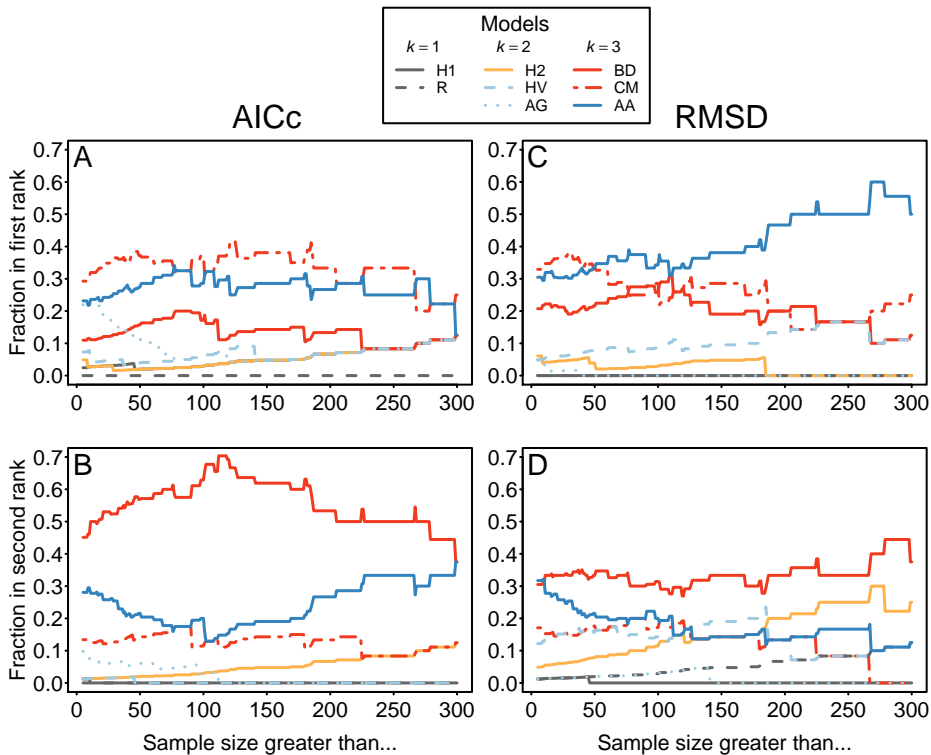 Models
k = 1 k = 2 k = 3
H1 H2 BD
R HV CM
AG AA
AICc RMSD
A
C
Fraction in first rank
0.7
0.6
0.5
0.4
0.3
0.2
0.1
0.0
0 50 100 150 200 250 300
0.7
0.6
0.5
0.4
0.3
0.2
0.1
0.0
0 50 100 150 200 250 300
B
D
Fraction in second rank
0.7
0.6
0.5
0.4
0.3
0.2
0.1
0.0
0 50 100 150 200 250 300
Sample size greater than...
0.7
0.6
0.5
0.4
0.3
0.2
0.1
0.0
0 50 100 150 200 250 300
Sample size greater than...